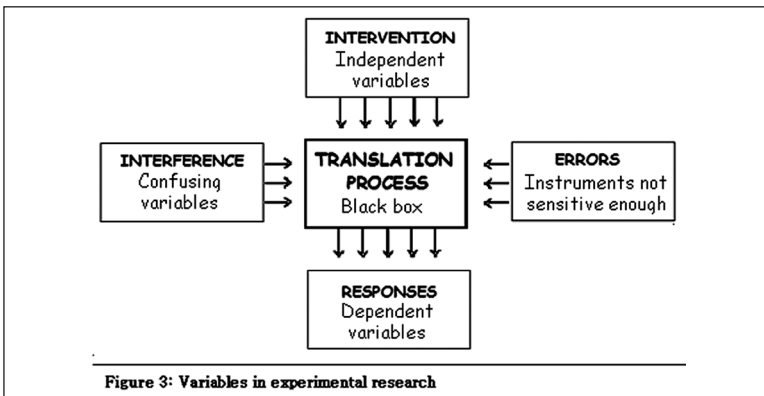 INTERVENTION
Independent
variables
INTERFERENCE
Confusing
variables
TRANSLATION
PROCESS
Black box
ERRORS
Instruments not
sensitive enough
RESPONSES
Dependent
variables
Figure 3: Variables in experimental research